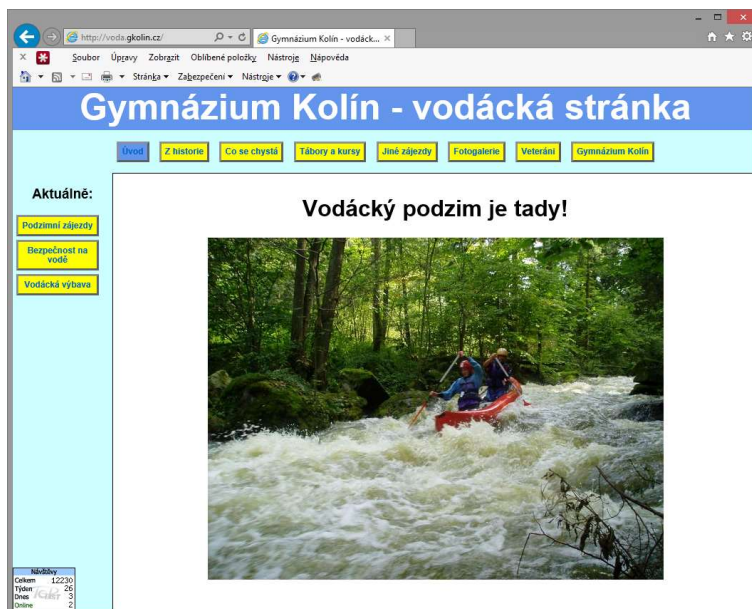 http://voda.gkolin.cz/
Gymnázium Kolín - vodáck...
Soubor Úpravy Zobrazit Oblíbené položky Nástroje Nápověda
Stránka Zabezpečení Nástroje
Gymnázium Kolín - vodácká stránka
Úvod Z historie Co se chystá Tábory a kursy Jiné zájezdy Fotogalerie Veteráni Gymnázium Kolín
Aktuálně:
Podzimní zájezdy
Bezpečnost na
vodě
Vodácká výbava
Vodácký podzim je tady!
Návštěvy
Celkem 12230
Týden 26
Dnes 3
Online 2